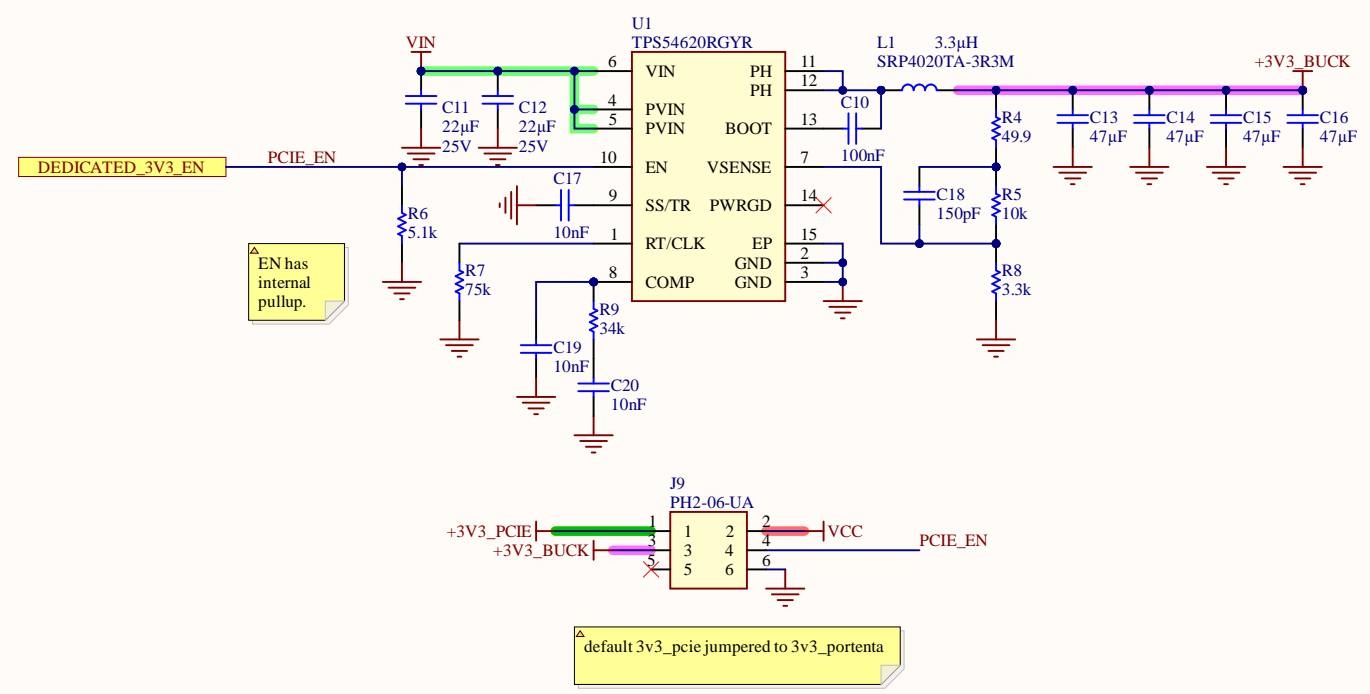 U1
TPS54620RGYR
VIN
L1 3.3µH
SRP4020TA-3R3M
+3V3_BUCK
6 VIN PH 11
PH 12
4 PVIN
5 PVIN BOOT 13
10 EN VSENSE 7
9 SS/TR PWRGD 14
1 RT/CLK EP 15
GND 2
8 COMP GND 3
C11
22µF
25V
C12
22µF
25V
C10
100nF
R4
49.9
C13
47µF
C14
47µF
C15
47µF
C16
47µF
DEDICATED_3V3_EN
PCIE_EN
C17
10nF
C18
150pF
R5
10k
R6
5.1k
R7
75k
R8
3.3k
EN has
internal
pullup.
R9
34k
C19
10nF
C20
10nF
J9
PH2-06-UA
+3V3_PCIE 1 1 2 2 VCC
+3V3_BUCK 3 3 4 4 PCIE_EN
5 5 6 6
default 3v3_pcie jumpered to 3v3_portenta